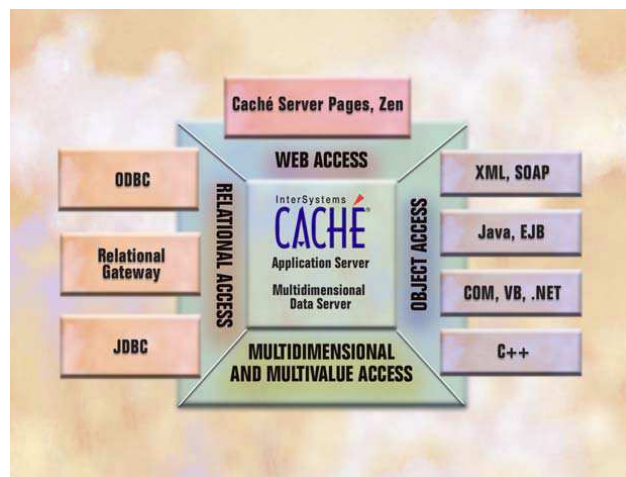 Caché Server Pages, Zen
WEB ACCESS
ODBC
Relational
Gateway
JDBC
RELATIONAL ACCESS
InterSystems
CACHÉ®
Application Server
Multidimensional
Data Server
OBJECT ACCESS
XML, SOAP
Java, EJB
COM, VB, .NET
C++
MULTIDIMENSIONAL
AND MULTIVALUE ACCESS